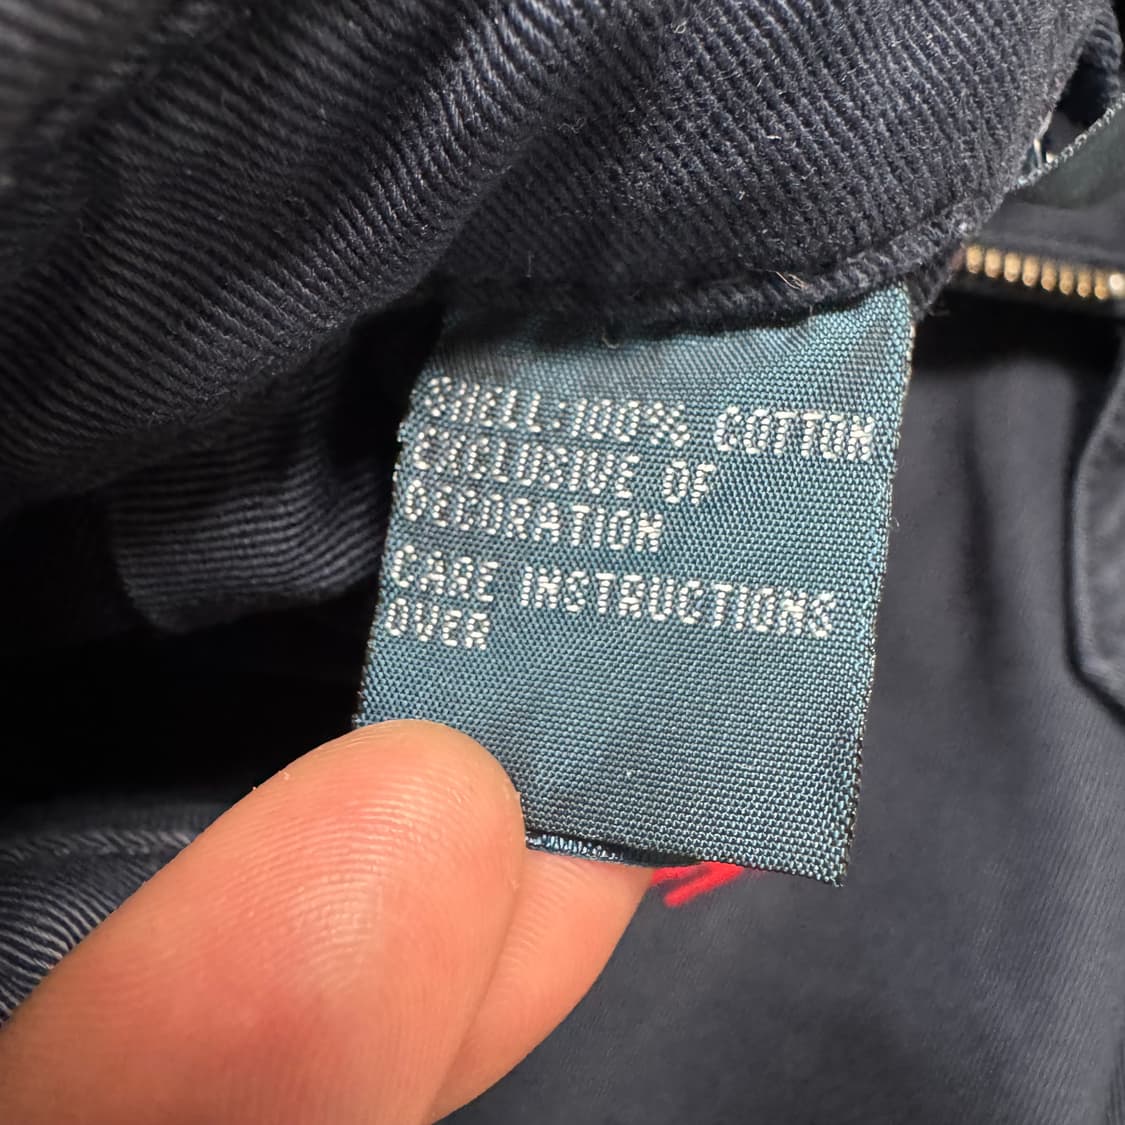 SHELL:100% COTTON
EXCLUSIVE OF
DECORATION
CARE INSTRUCTIONS
OVER